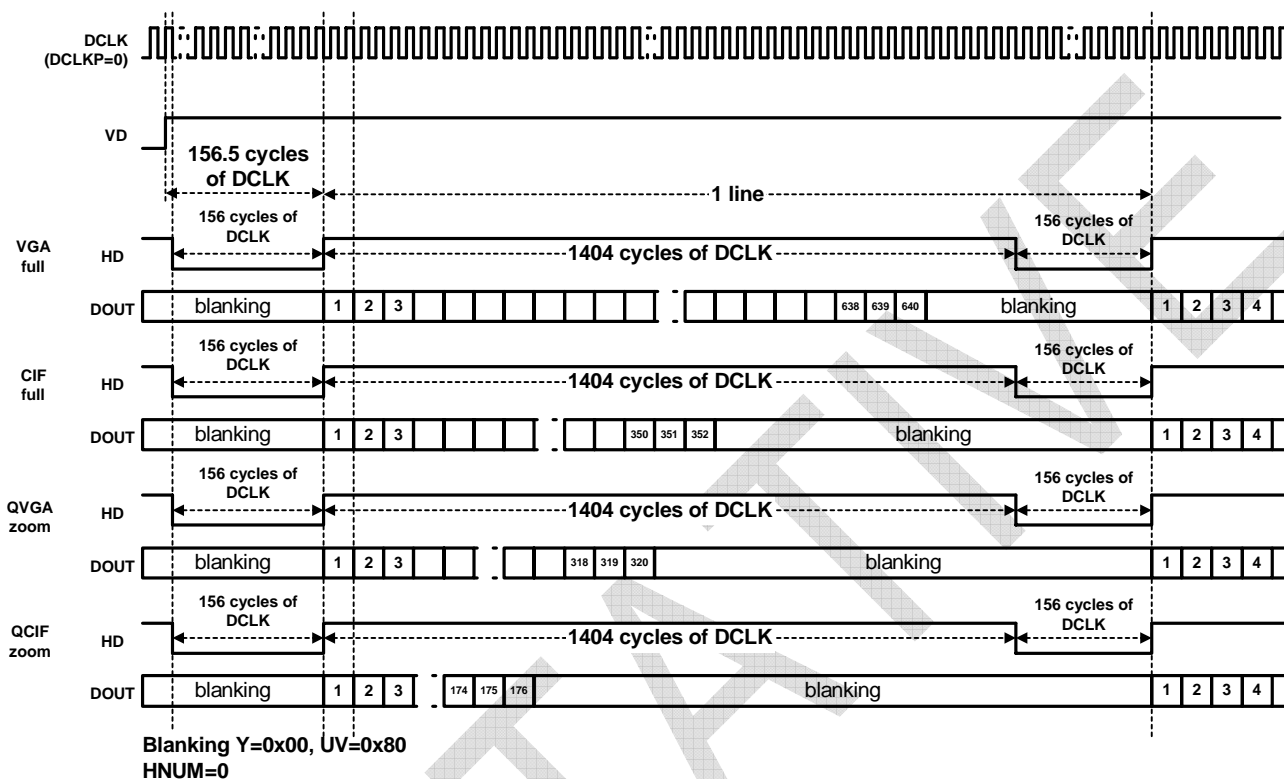 DCLK
(DCLKP=0)
VD
156.5 cycles
of DCLK
1 line
VGA
full
HD
156 cycles of
DCLK
1404 cycles of DCLK
156 cycles of
DCLK
DOUT
blanking 1 2 3 638 639 640 blanking 1 2 3 4
CIF
full
HD
156 cycles of
DCLK
1404 cycles of DCLK
156 cycles of
DCLK
DOUT
blanking 1 2 3 350 351 352 blanking 1 2 3 4
QVGA
zoom
HD
156 cycles of
DCLK
1404 cycles of DCLK
156 cycles of
DCLK
DOUT
blanking 1 2 3 318 319 320 blanking 1 2 3 4
QCIF
zoom
HD
156 cycles of
DCLK
1404 cycles of DCLK
156 cycles of
DCLK
DOUT
blanking 1 2 3 174 175 176 blanking 1 2 3 4
Blanking Y=0x00, UV=0x80
HNUM=0
TATIVE